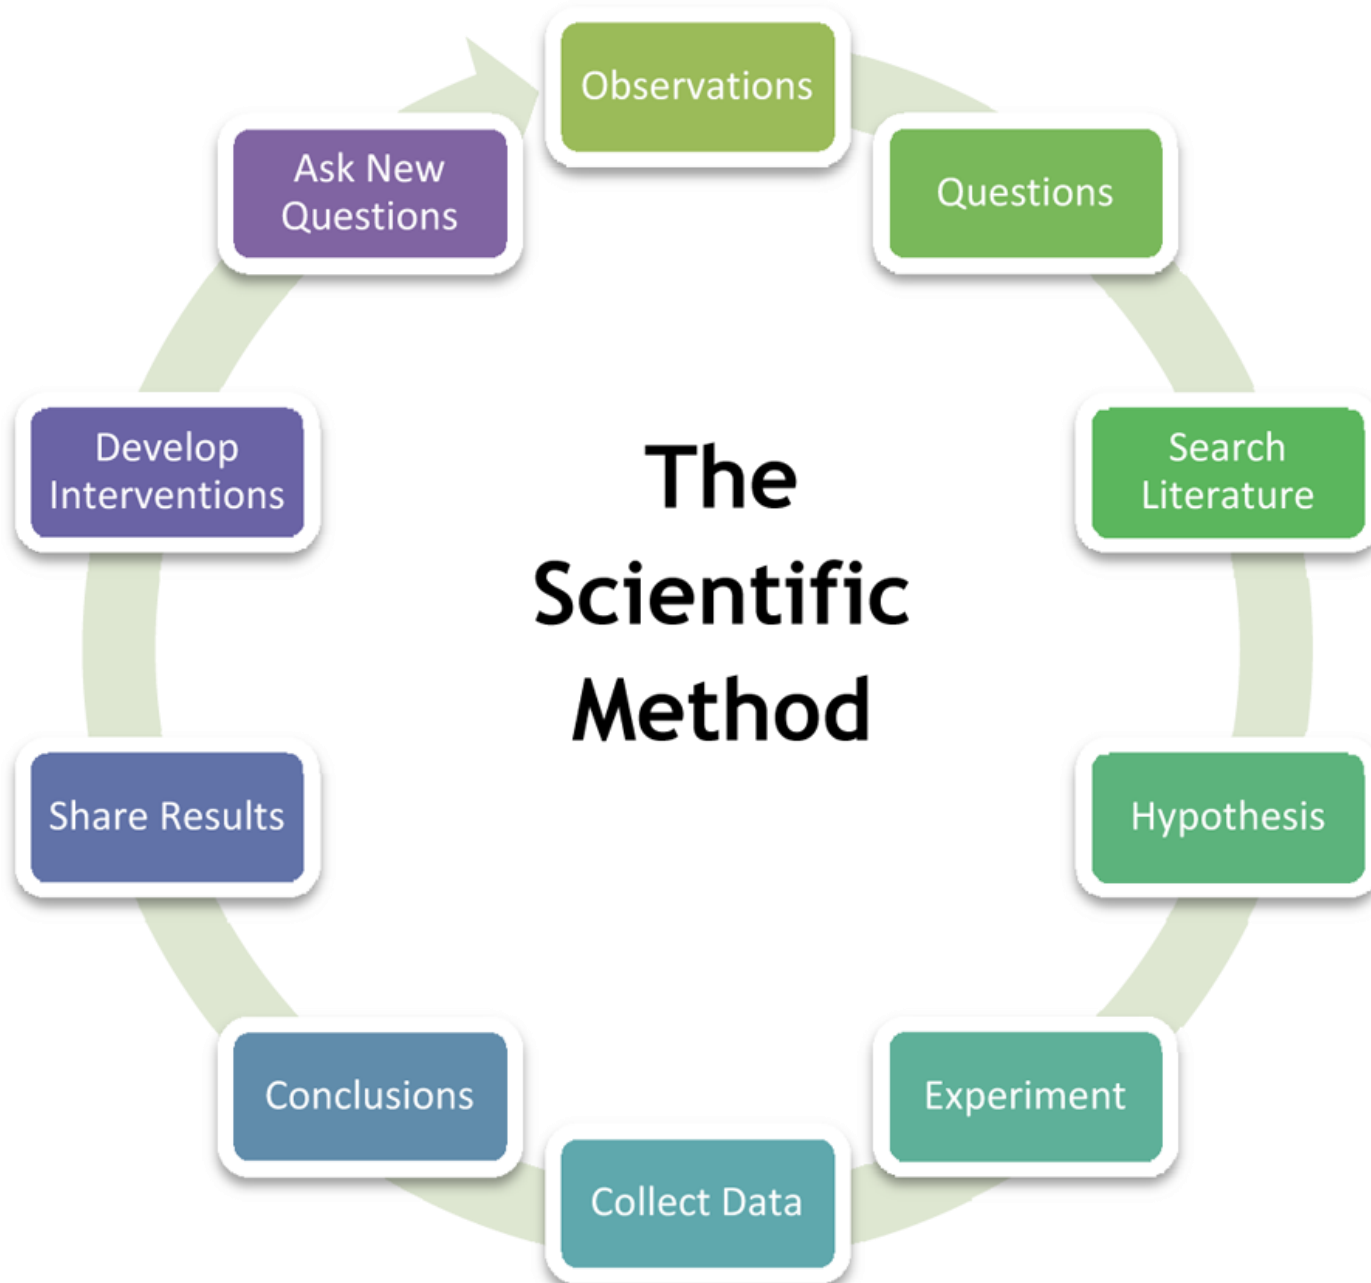 Observations
Questions
Search
Literature
Hypothesis
Experiment
Collect Data
Conclusions
Share Results
Develop
Interventions
Ask New
Questions
The
Scientific
Method